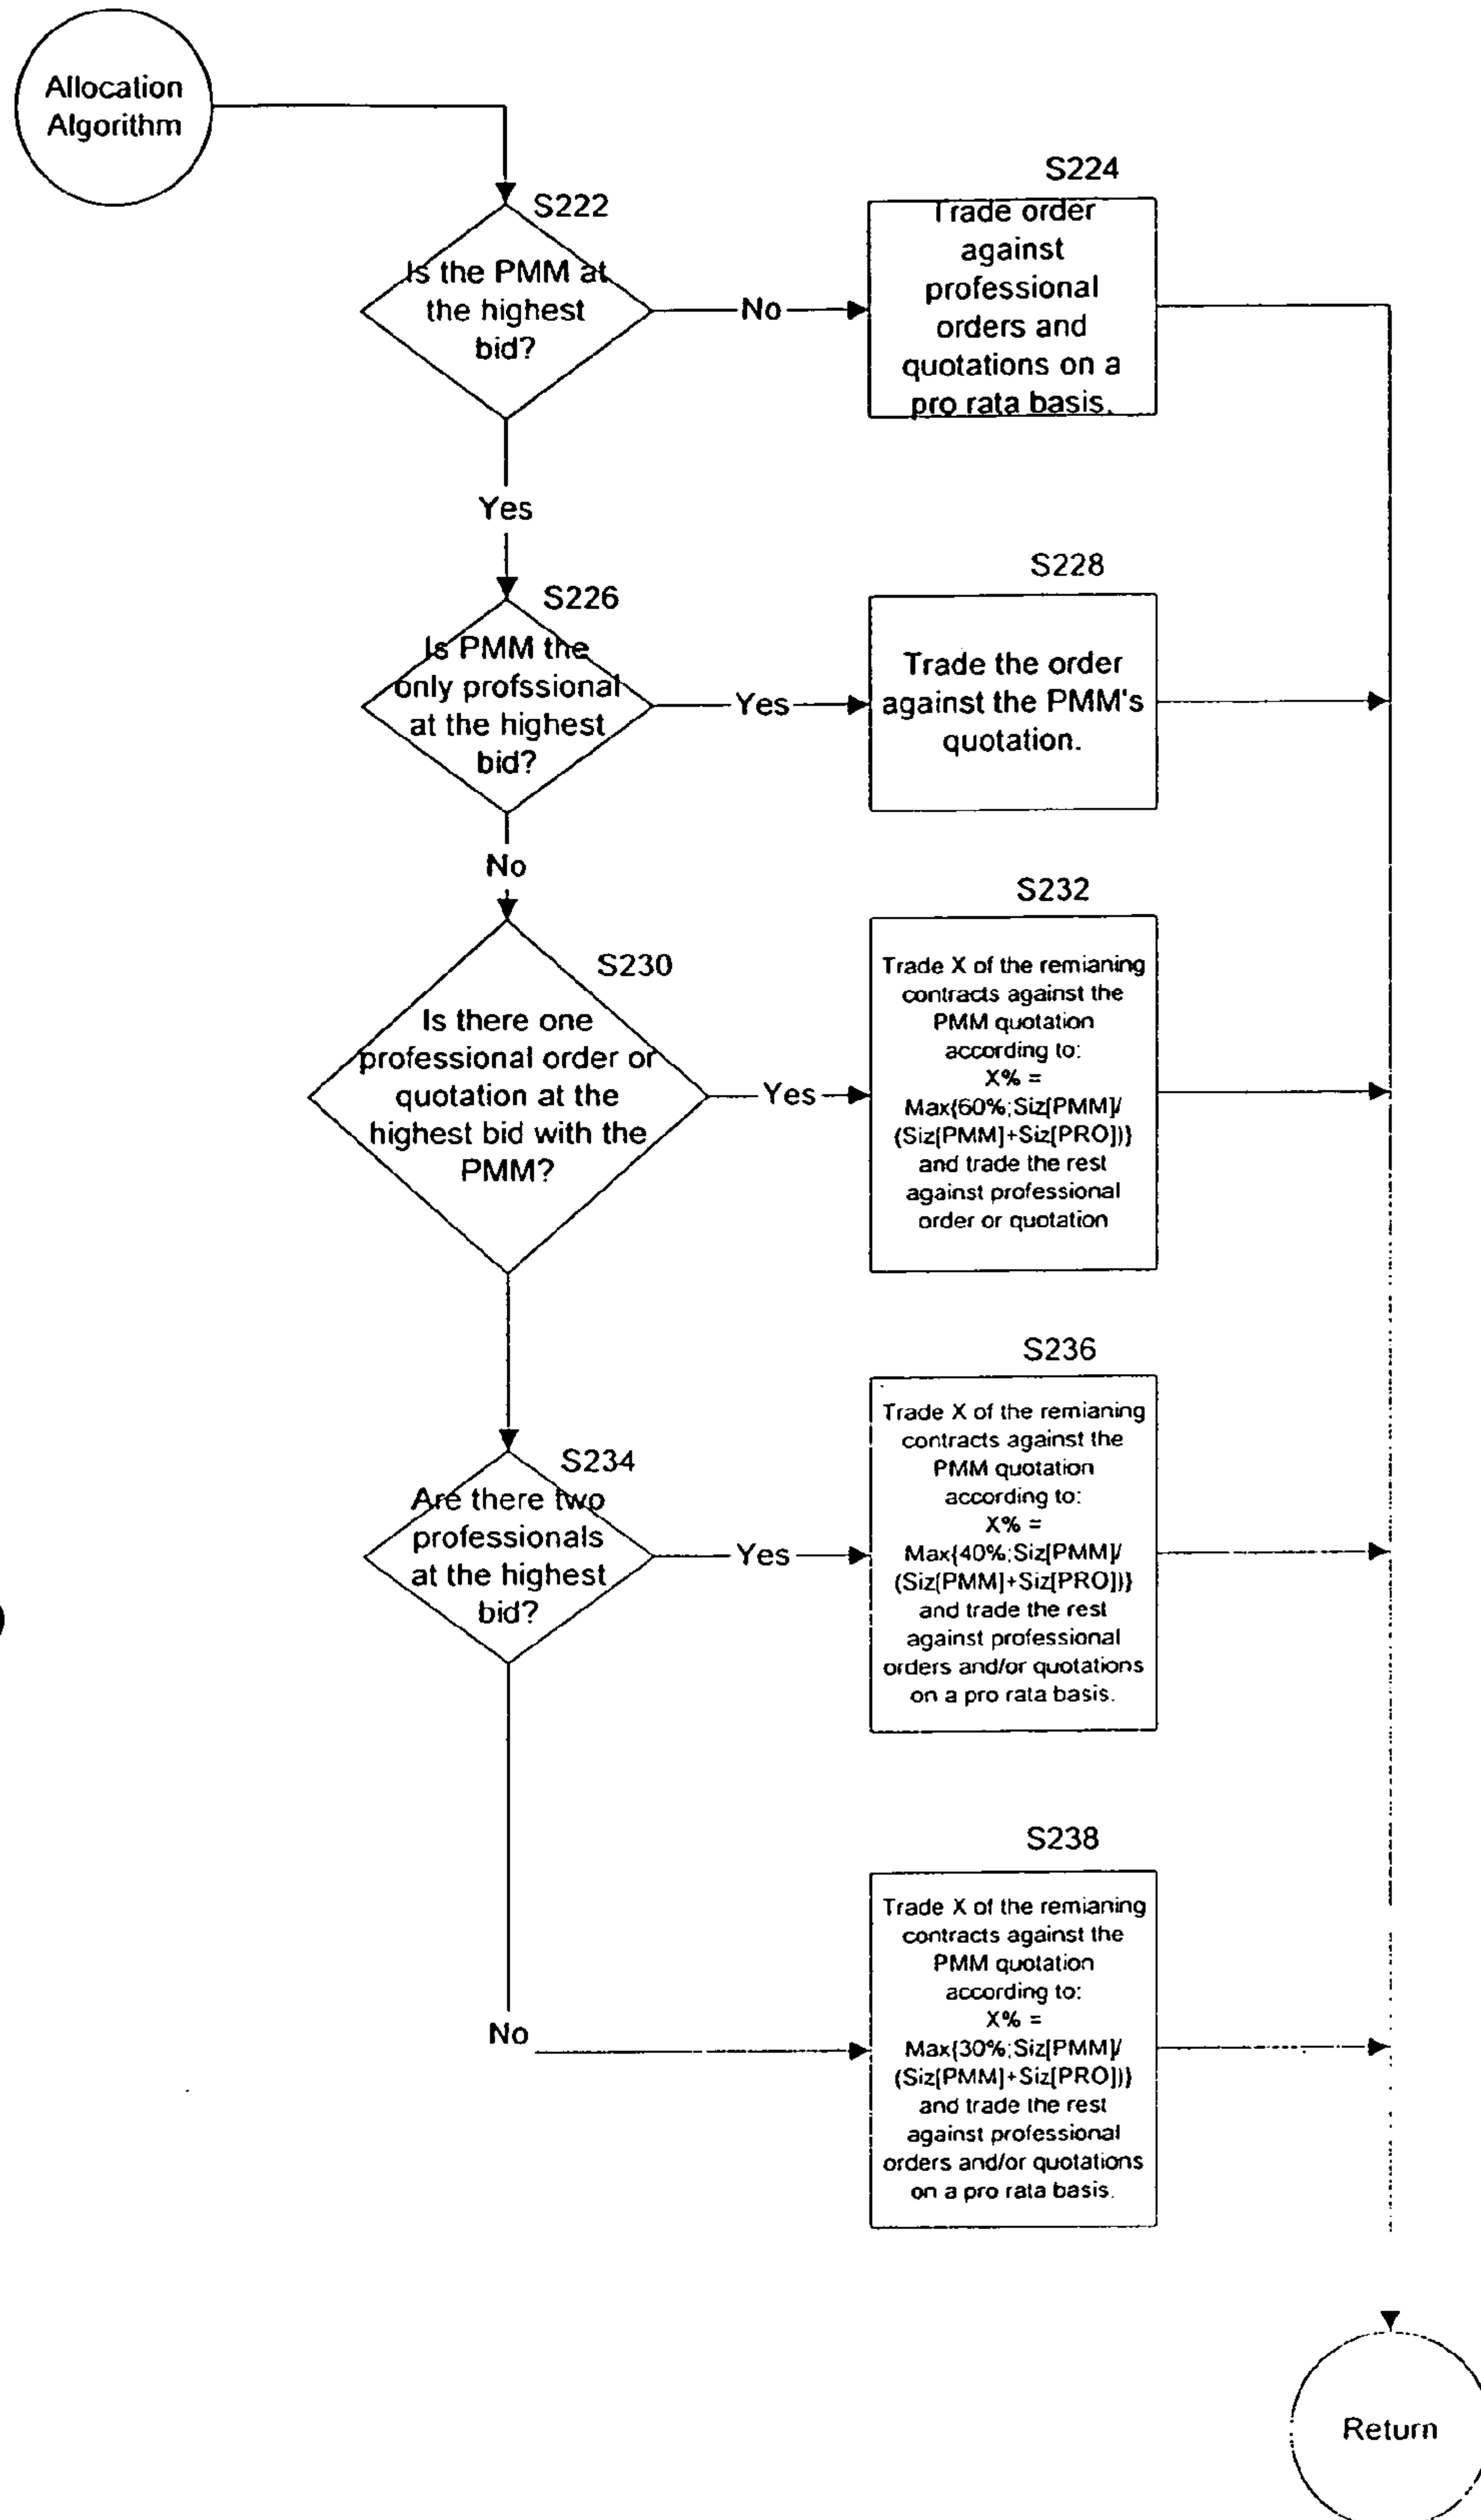 Allocation
Algorithm
S222
Is the PMM at
the highest
bid?
No
S224
Trade order
against
professional
orders and
quotations on a
pro rata basis.
Yes
S226
Is PMM the
only profssional
at the highest
bid?
Yes
S228
Trade the order
against the PMM's
quotation.
No
S230
Is there one
professional order or
quotation at the
highest bid with the
PMM?
Yes
S232
Trade X of the remianing
contracts against the
PMM quotation
according to:
X% =
Max{60%;Siz[PMM]/
(Siz[PMM]+Siz[PRO])}
and trade the rest
against professional
order or quotation
S234
Are there two
professionals
at the highest
bid?
Yes
S236
Trade X of the remianing
contracts against the
PMM quotation
according to:
X% =
Max{40%;Siz[PMM]/
(Siz[PMM]+Siz[PRO])}
and trade the rest
against professional
orders and/or quotations
on a pro rata basis.
No
S238
Trade X of the remianing
contracts against the
PMM quotation
according to:
X% =
Max{30%;Siz[PMM]/
(Siz[PMM]+Siz[PRO])}
and trade the rest
against professional
orders and/or quotations
on a pro rata basis.
Return